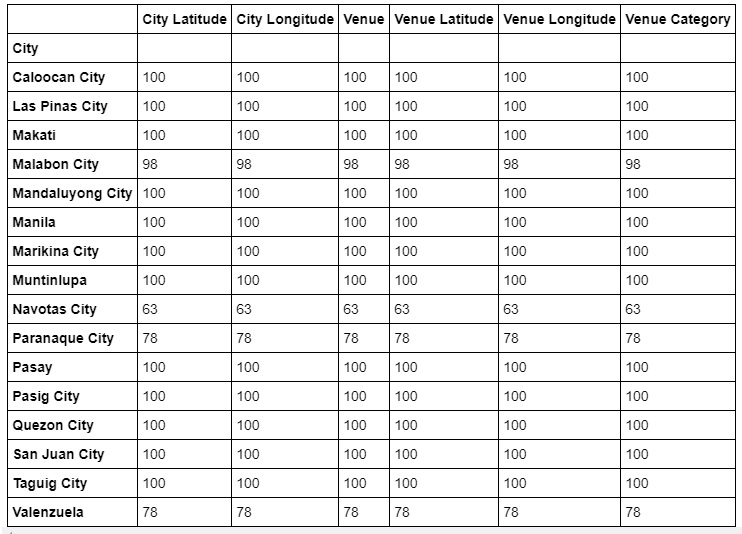 City Latitude City Longitude Venue Venue Latitude Venue Longitude Venue Category
City
Caloocan City 100 100 100 100 100 100
Las Pinas City 100 100 100 100 100 100
Makati 100 100 100 100 100 100
Malabon City 98 98 98 98 98 98
Mandaluyong City 100 100 100 100 100 100
Manila 100 100 100 100 100 100
Marikina City 100 100 100 100 100 100
Muntinlupa 100 100 100 100 100 100
Navotas City 63 63 63 63 63 63
Paranaque City 78 78 78 78 78 78
Pasay 100 100 100 100 100 100
Pasig City 100 100 100 100 100 100
Quezon City 100 100 100 100 100 100
San Juan City 100 100 100 100 100 100
Taguig City 100 100 100 100 100 100
Valenzuela 78 78 78 78 78 78